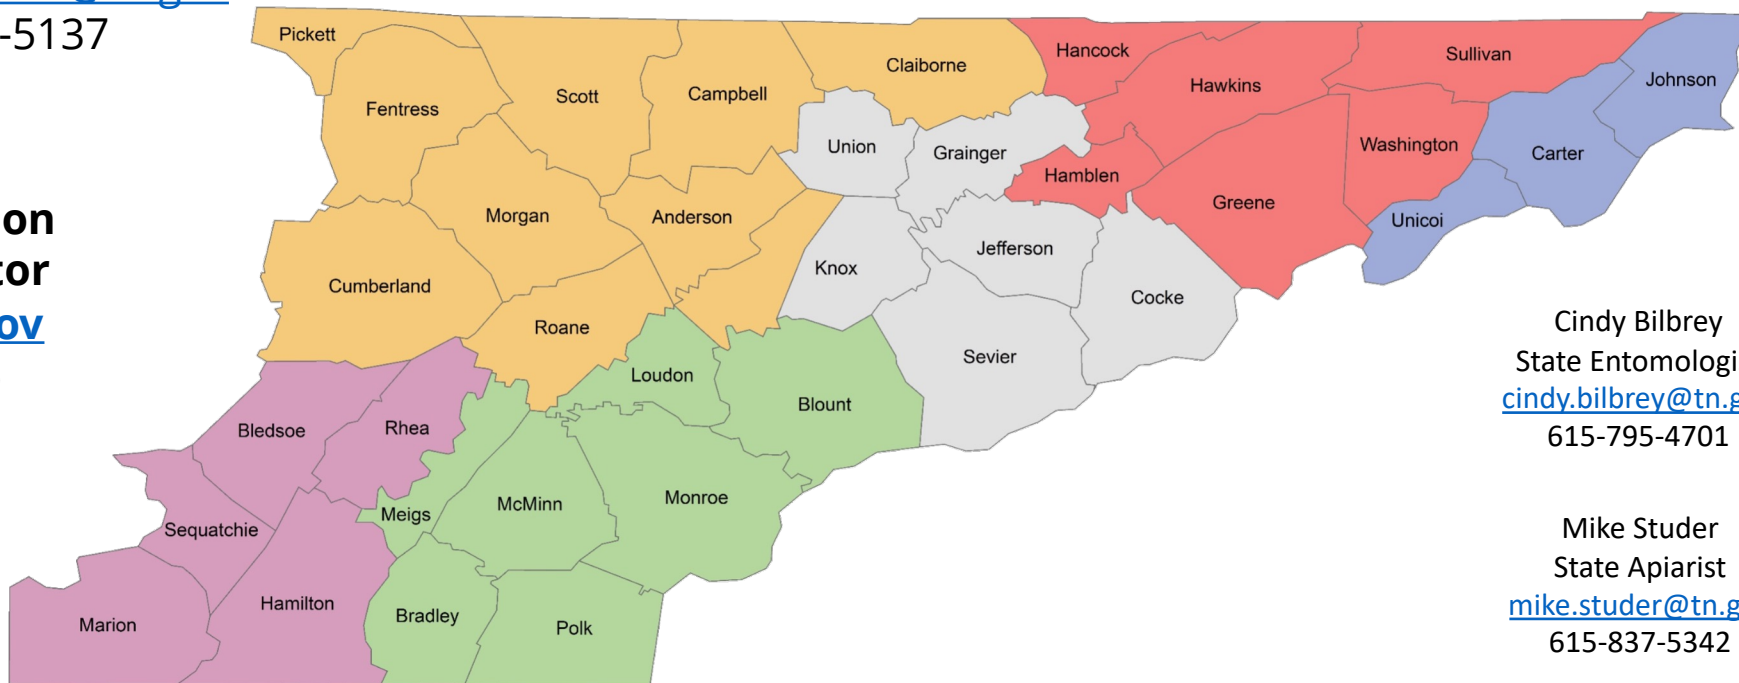 -5137
on
tor
ov
Pickett
Fentress
Scott
Campbell
Claiborne
Hancock
Hawkins
Sullivan
Johnson
Carter
Washington
Unicoi
Greene
Hamblen
Grainger
Union
Morgan
Anderson
Cumberland
Roane
Knox
Jefferson
Cocke
Sevier
Loudon
Blount
Bledsoe
Rhea
Meigs
McMinn
Monroe
Sequatchie
Marion
Hamilton
Bradley
Polk
Cindy Bilbrey
State Entomologi
cindy.bilbrey@tn.g
615-795-4701
Mike Studer
State Apiarist
mike.studer@tn.g
615-837-5342